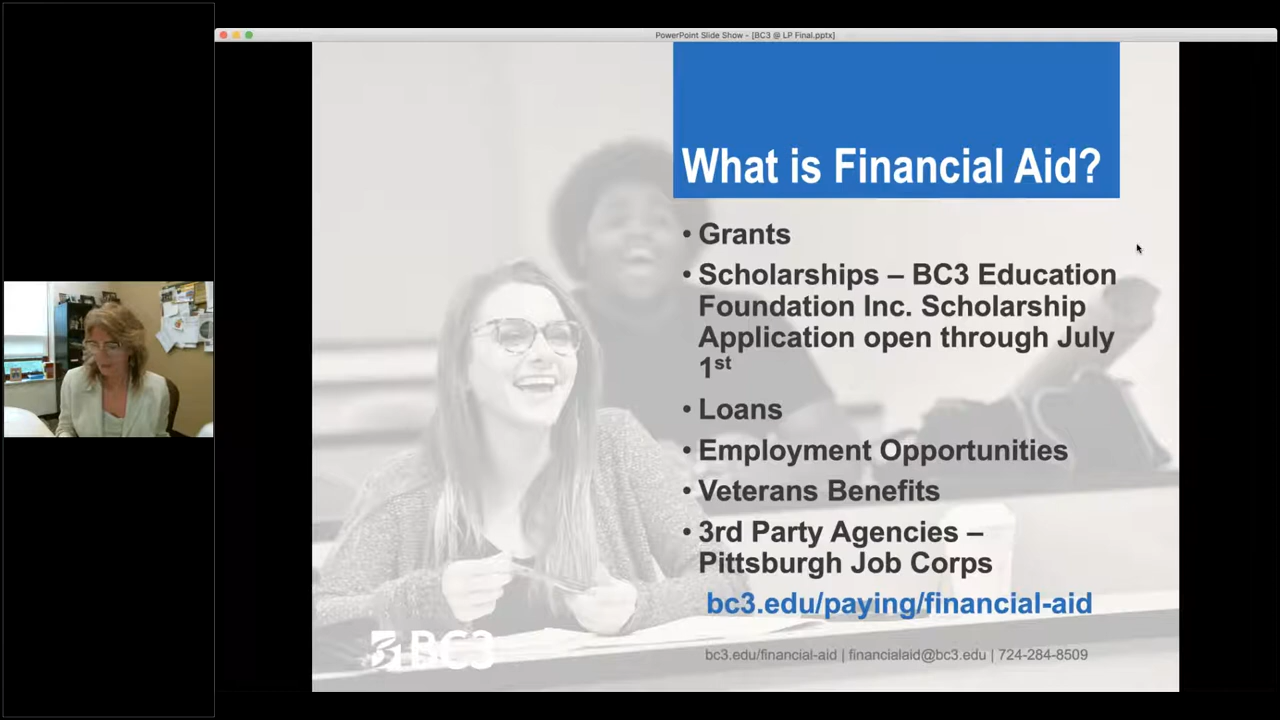 PowerPoint Slide Show - [BC3 @ LP Final.pptx]
What is Financial Aid?
• Grants
• Scholarships – BC3 Education
Foundation Inc. Scholarship
Application open through July
1st
• Loans
• Employment Opportunities
• Veterans Benefits
• 3rd Party Agencies –
Pittsburgh Job Corps
bc3.edu/paying/financial-aid
BC3
bc3.edu/financial-aid | financialaid@bc3.edu | 724-284-8509